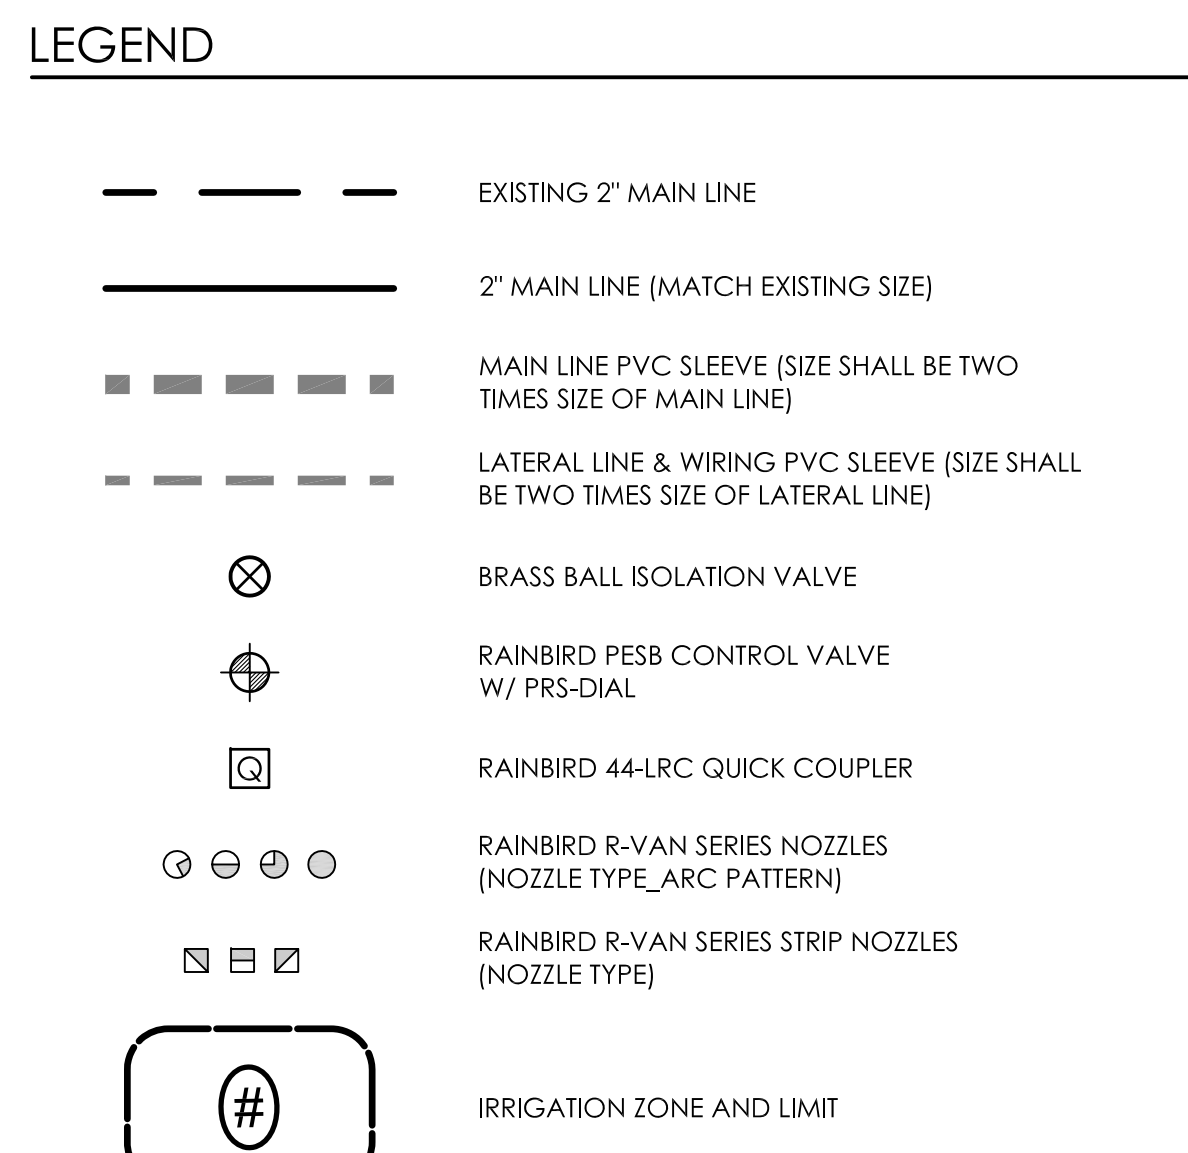 LEGEND
EXISTING 2" MAIN LINE
2" MAIN LINE (MATCH EXISTING SIZE)
MAIN LINE PVC SLEEVE (SIZE SHALL BE TWO
TIMES SIZE OF MAIN LINE)
LATERAL LINE & WIRING PVC SLEEVE (SIZE SHALL
BE TWO TIMES SIZE OF LATERAL LINE)
BRASS BALL ISOLATION VALVE
RAINBIRD PESB CONTROL VALVE
W/ PRS-DIAL
Q
RAINBIRD 44-LRC QUICK COUPLER
RAINBIRD R-VAN SERIES NOZZLES
(NOZZLE TYPE_ARC PATTERN)
RAINBIRD R-VAN SERIES STRIP NOZZLES
(NOZZLE TYPE)
#
IRRIGATION ZONE AND LIMIT